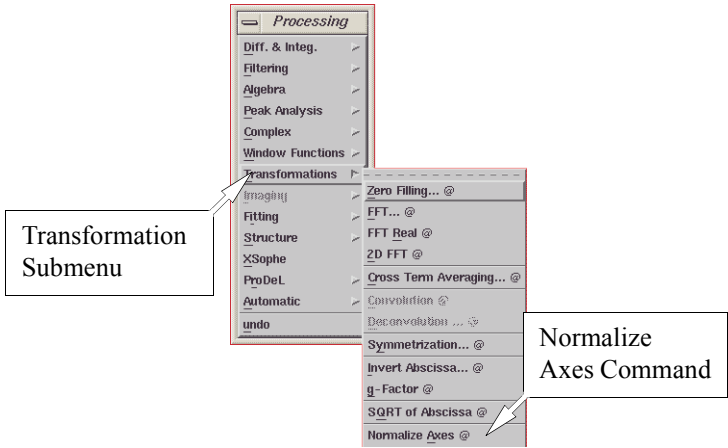 Processing
Diff. & Integ.
Filtering
Algebra
Peak Analysis
Complex
Window Functions
Transformations
Imaging
Fitting
Structure
XSophe
ProDeL
Automatic
undo
Zero Filling... @
FFT... @
FFT Real @
2D FFT @
Cross Term Averaging... @
Convolution @
Deconvolution ... @
Symmetrization... @
Invert Abscissa... @
g-Factor @
SQRT of Abscissa @
Normalize Axes @
Transformation
Submenu
Normalize
Axes Command